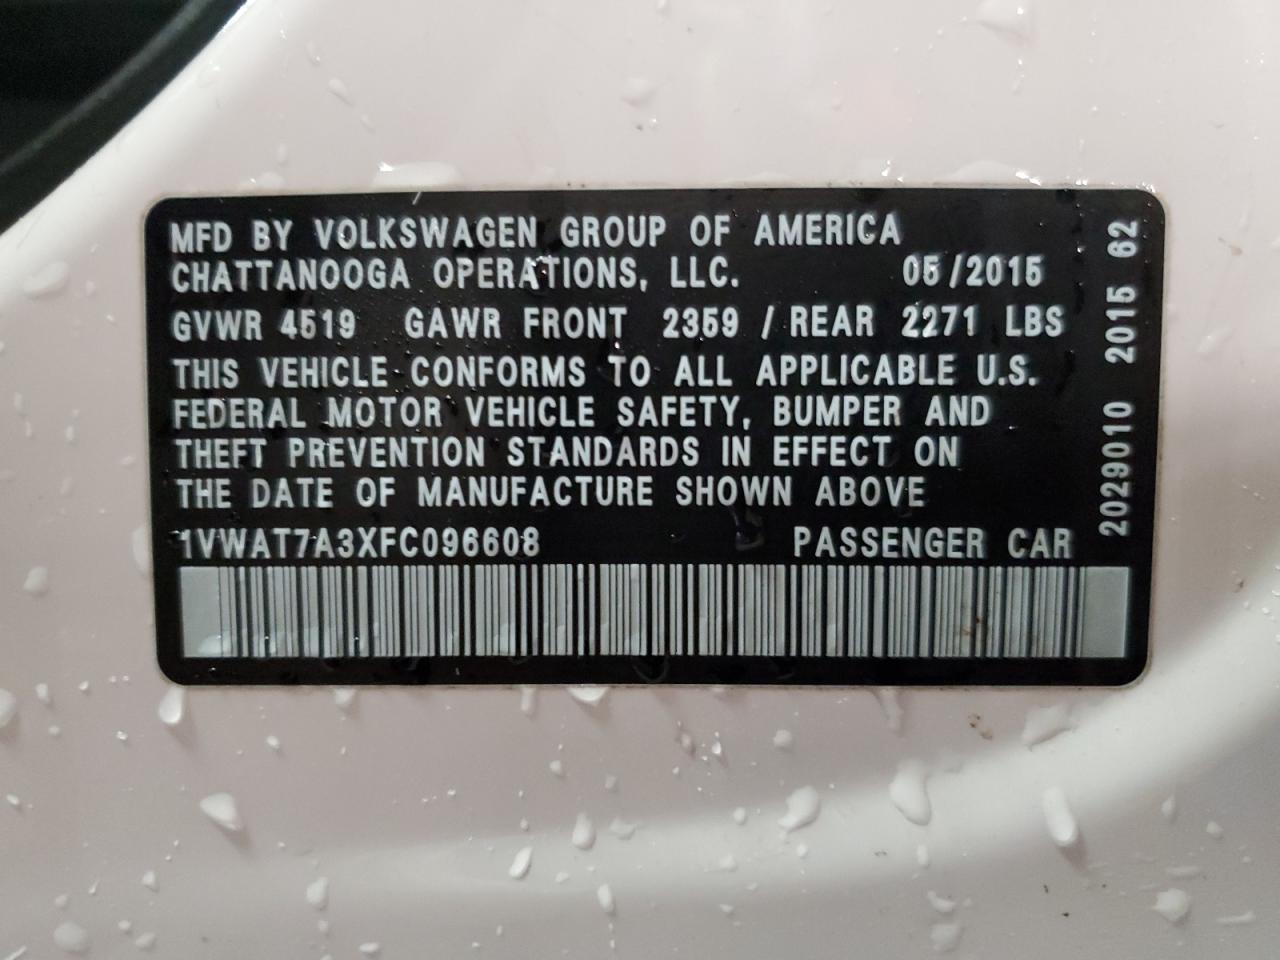 MFD BY VOLKSWAGEN GROUP OF AMERICA
CHATTANOOGA OPERATIONS, LLC. 05/2015
GVWR 4519 GAWR FRONT 2359 / REAR 2271 LBS
THIS VEHICLE CONFORMS TO ALL APPLICABLE U.S.
FEDERAL MOTOR VEHICLE SAFETY, BUMPER AND
THEFT PREVENTION STANDARDS IN EFFECT ON
THE DATE OF MANUFACTURE SHOWN ABOVE
1VWAT7A3XFC096608 PASSENGER CAR
2029010 2015 62